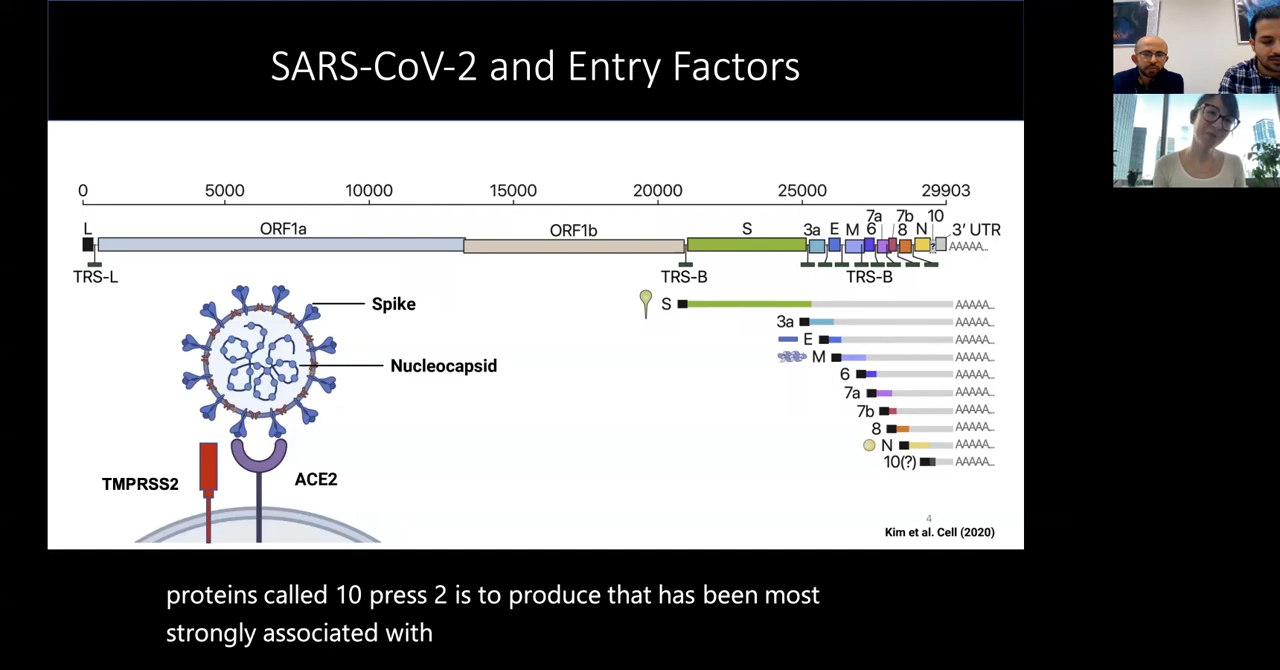 SARS-CoV-2 and Entry Factors
0 5000 10000 15000 20000 25000 29903
7a 7b 10
L ORF1a ORF1b S 3a E M 6 8 N 3′ UTR
? AAAAA...
TRS-L TRS-B TRS-B
Spike
S AAAAA...
3a AAAAA...
E AAAAA...
M AAAAA...
Nucleocapsid
6 AAAAA...
7a AAAAA...
7b AAAAA...
8 AAAAA...
N AAAAA...
10(?) AAAAA...
TMPRSS2
ACE2
4
Kim et al. Cell (2020)
proteins called 10 press 2 is to produce that has been most
strongly associated with